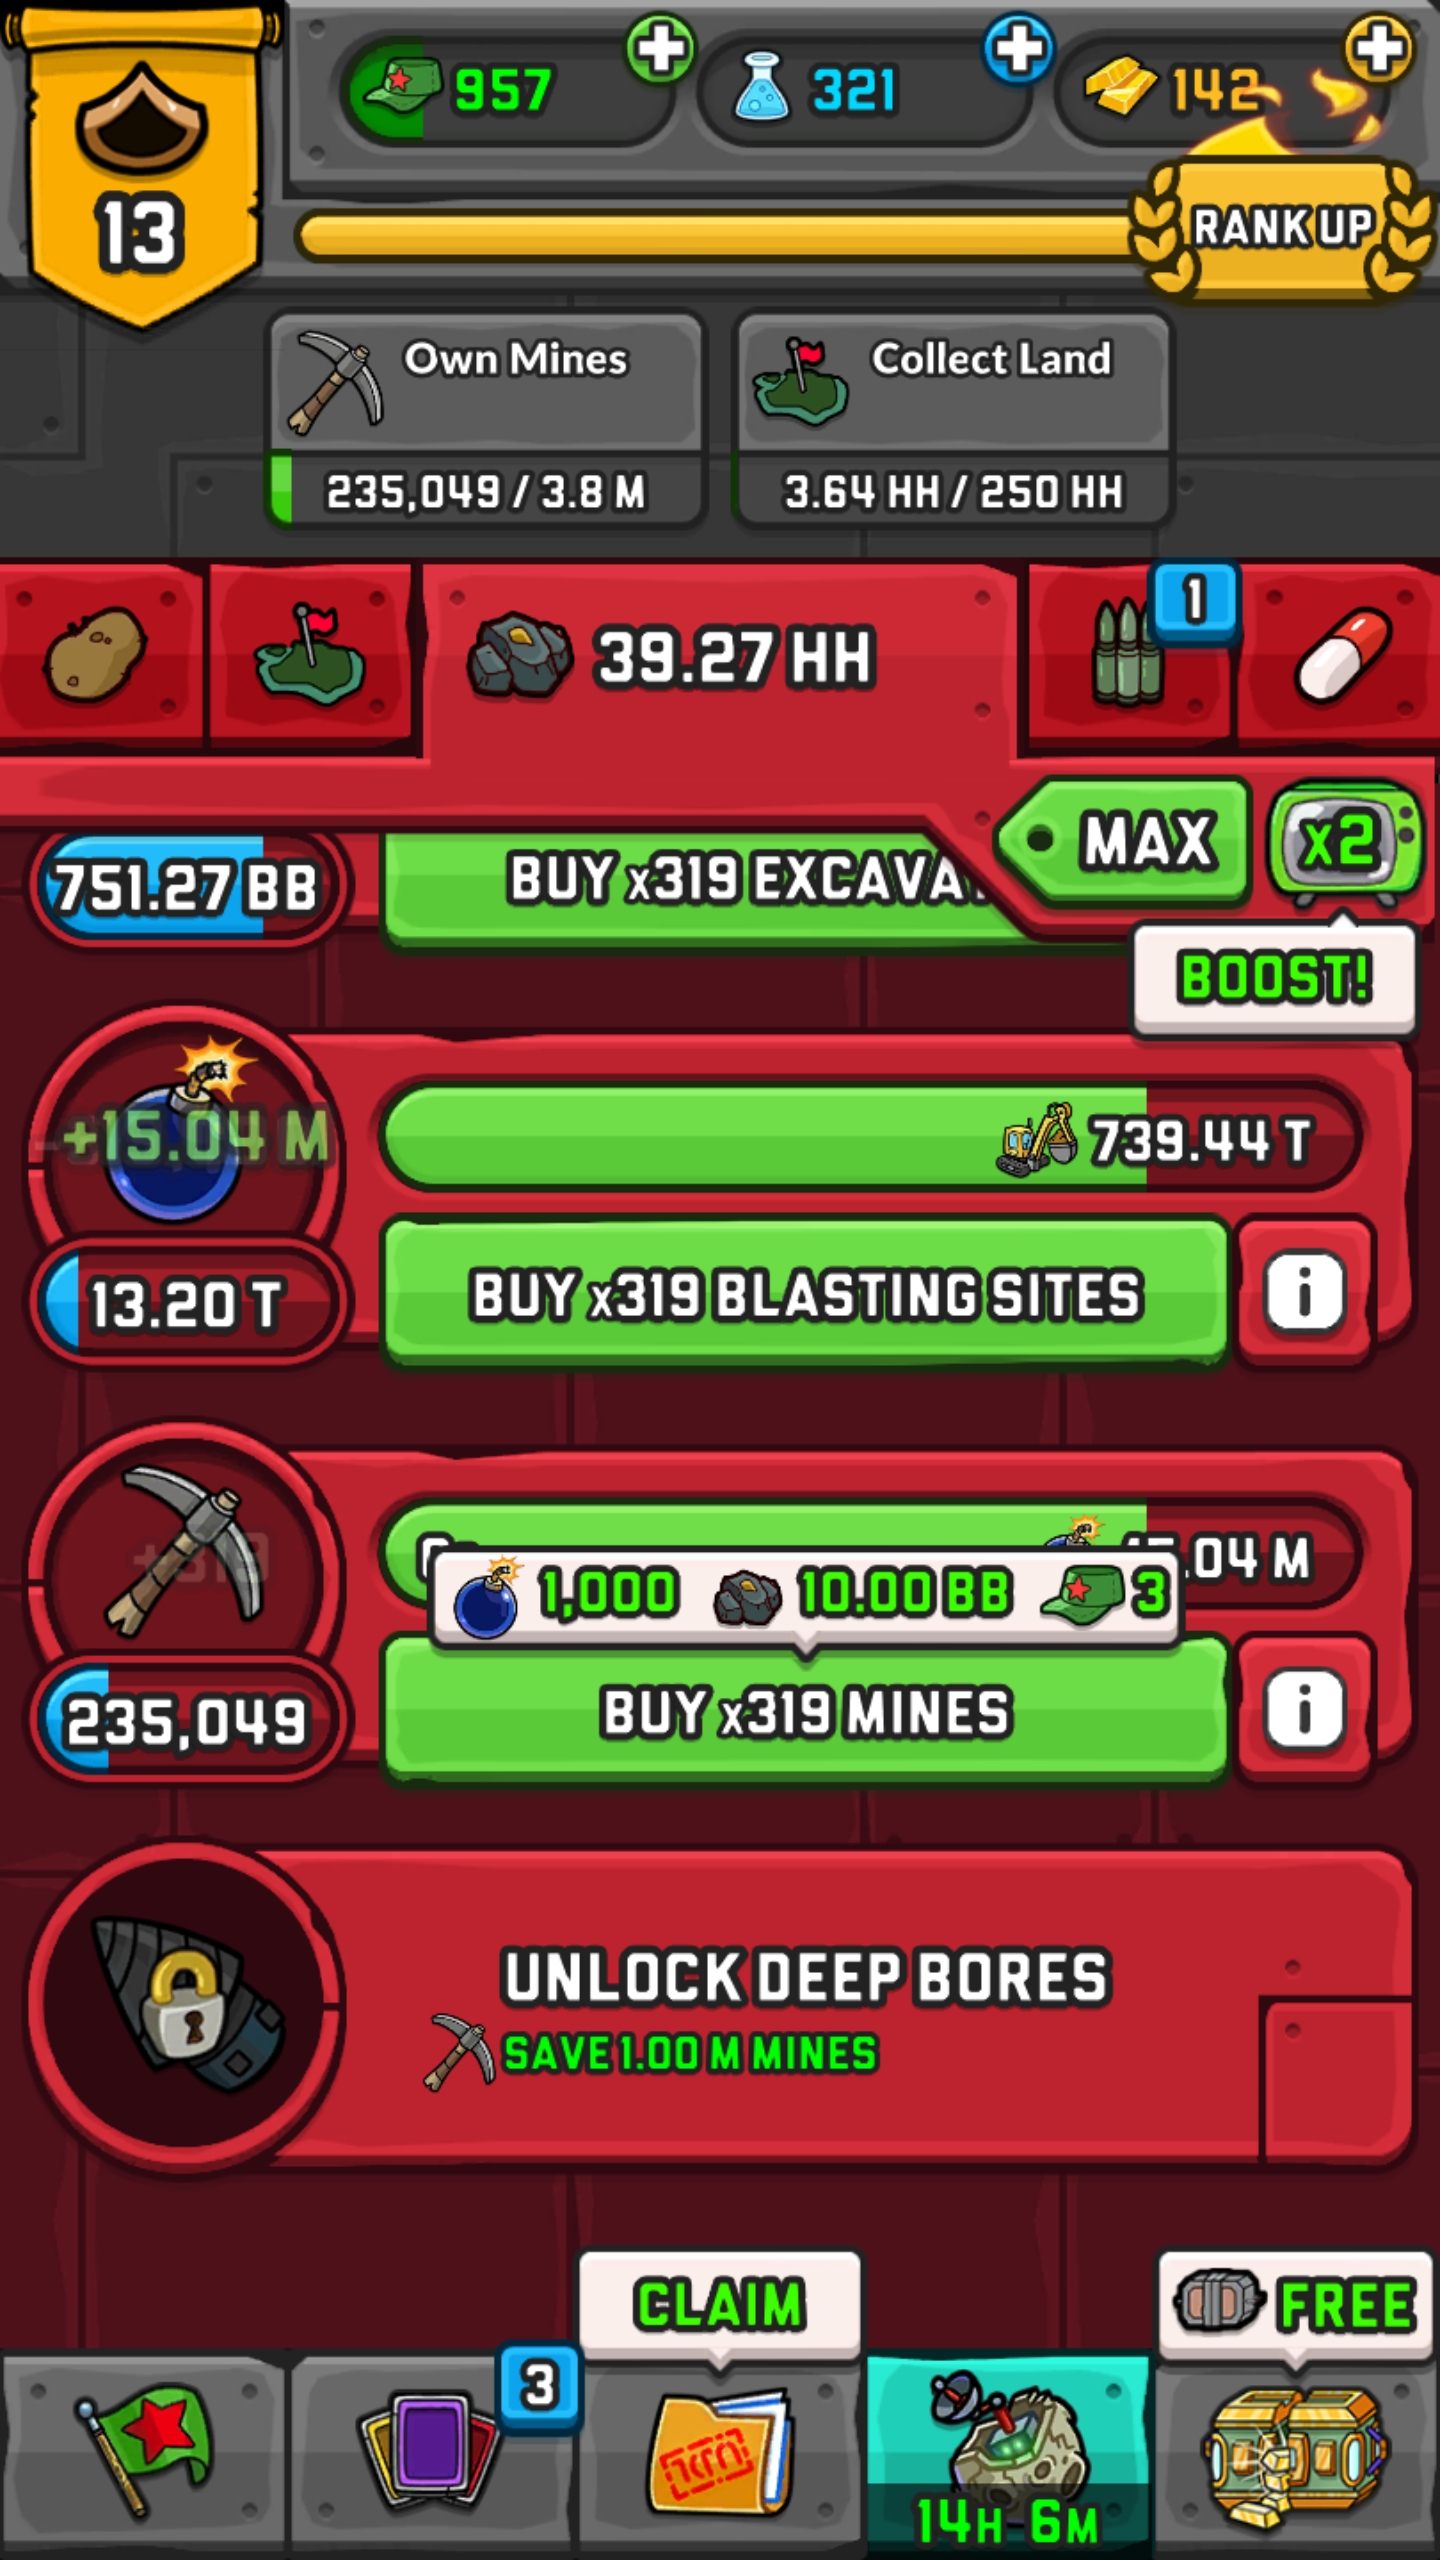 957
321
142
13
RANK UP
Own Mines
235,049 / 3.8 M
Collect Land
3.64 HH / 250 HH
39.27 HH
1
MAX
x2
751.27 BB
BUY x319 EXCAVA
BOOST!
+15.04 M
739.44 T
13.20 T
BUY x319 BLASTING SITES
i
.04 M
1,000
10.00 BB
3
235,049
BUY x319 MINES
i
UNLOCK DEEP BORES
SAVE 1.00 M MINES
CLAIM
FREE
3
14H 6M